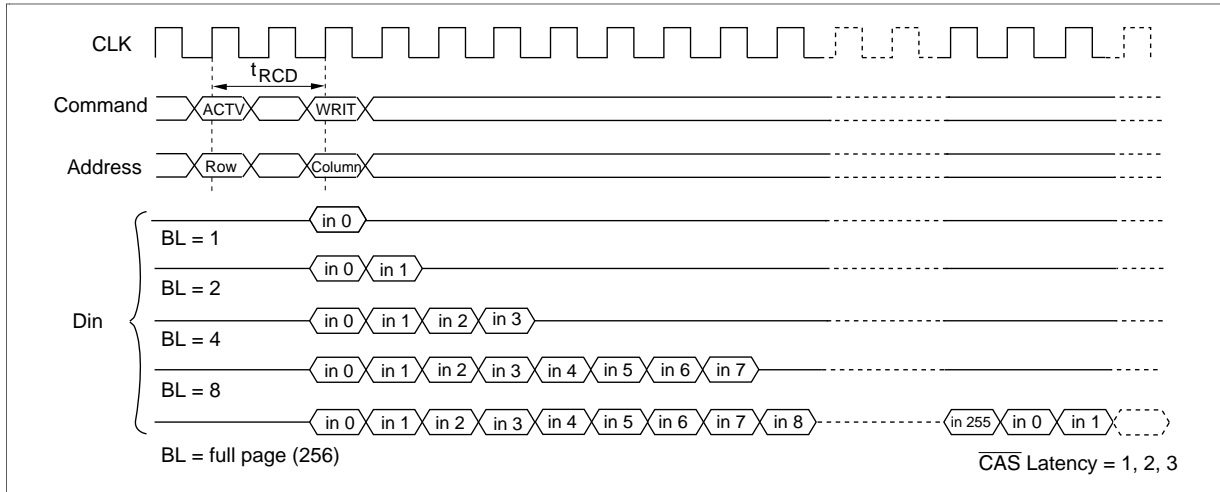 CLK
tRCD
Command ACTV WRIT
Address Row Column
in 0
BL = 1
in 0 in 1
BL = 2
Din
in 0 in 1 in 2 in 3
BL = 4
in 0 in 1 in 2 in 3 in 4 in 5 in 6 in 7
BL = 8
in 0 in 1 in 2 in 3 in 4 in 5 in 6 in 7 in 8 in 255 in 0 in 1
BL = full page (256)
CAS Latency = 1, 2, 3